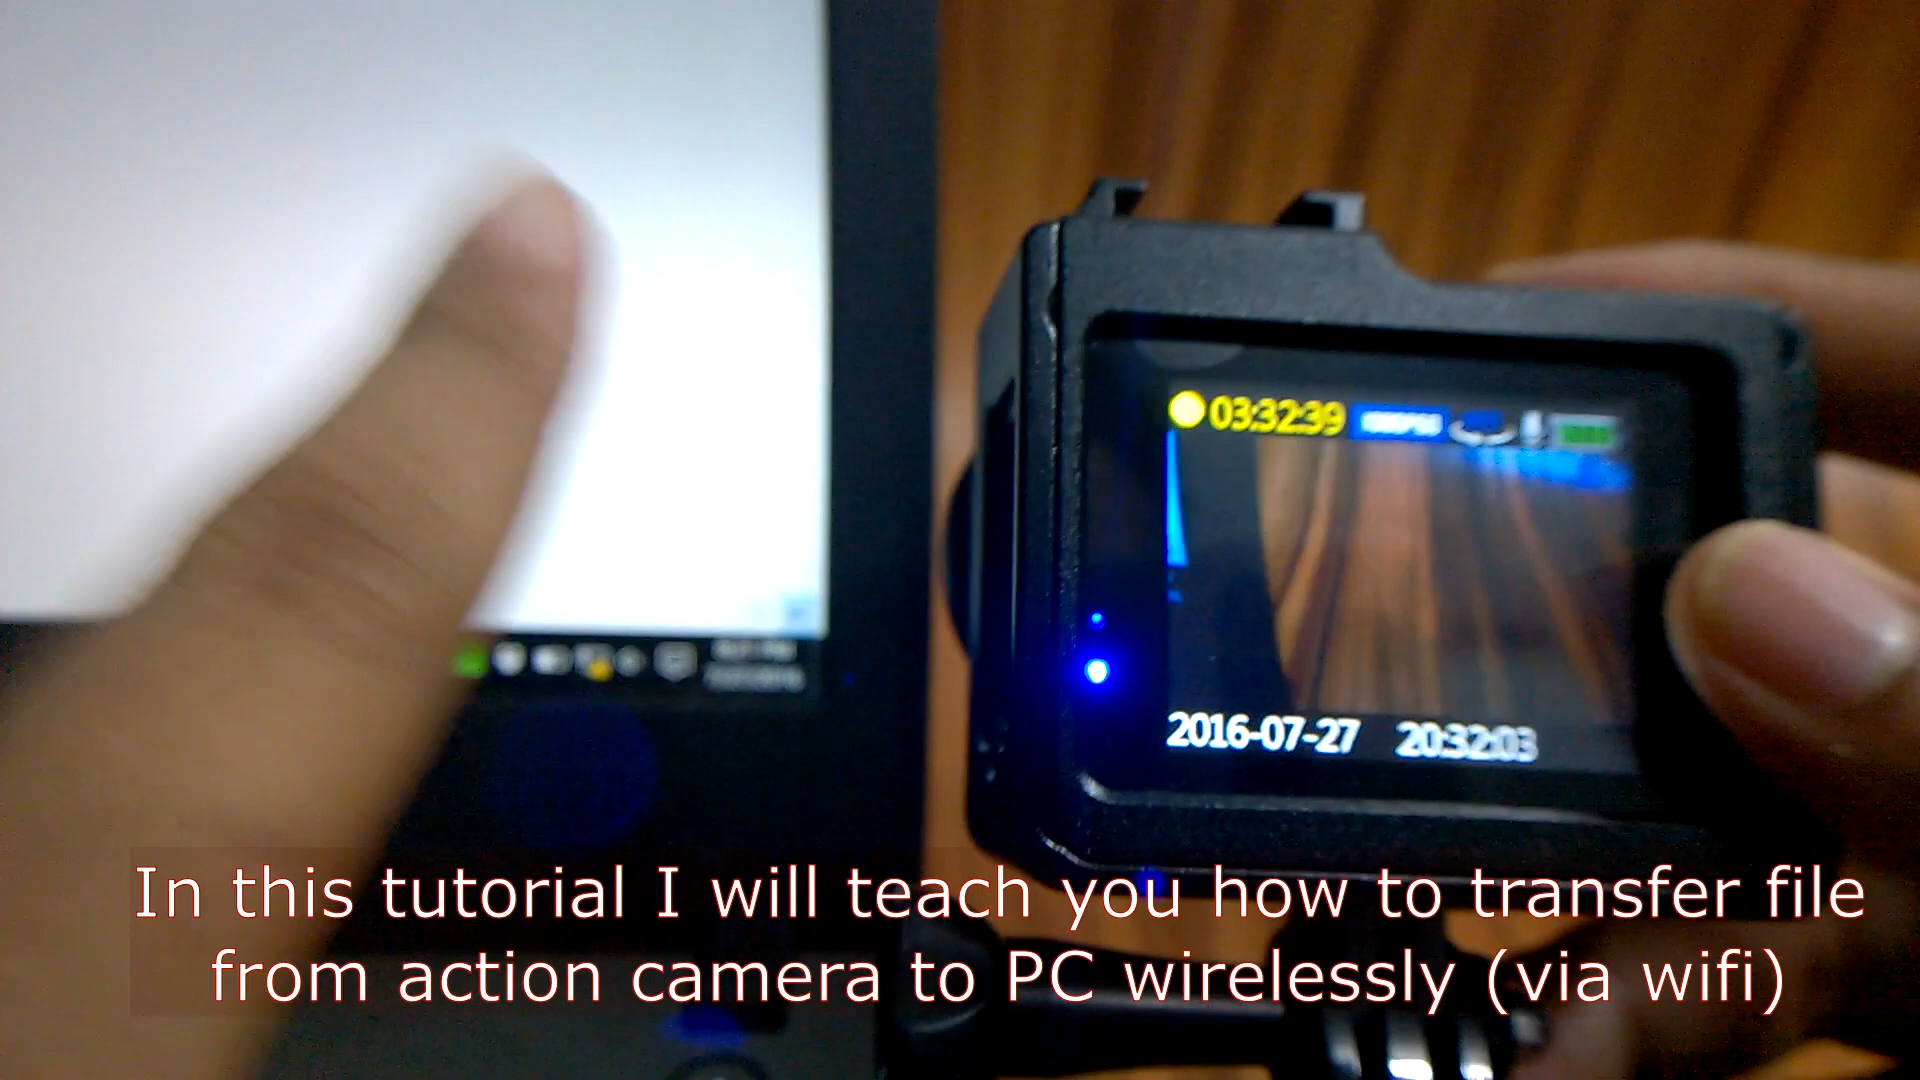 03:32:39
2016-07-27 20:32:03
In this tutorial I will teach you how to transfer file
from action camera to PC wirelessly (via wifi)